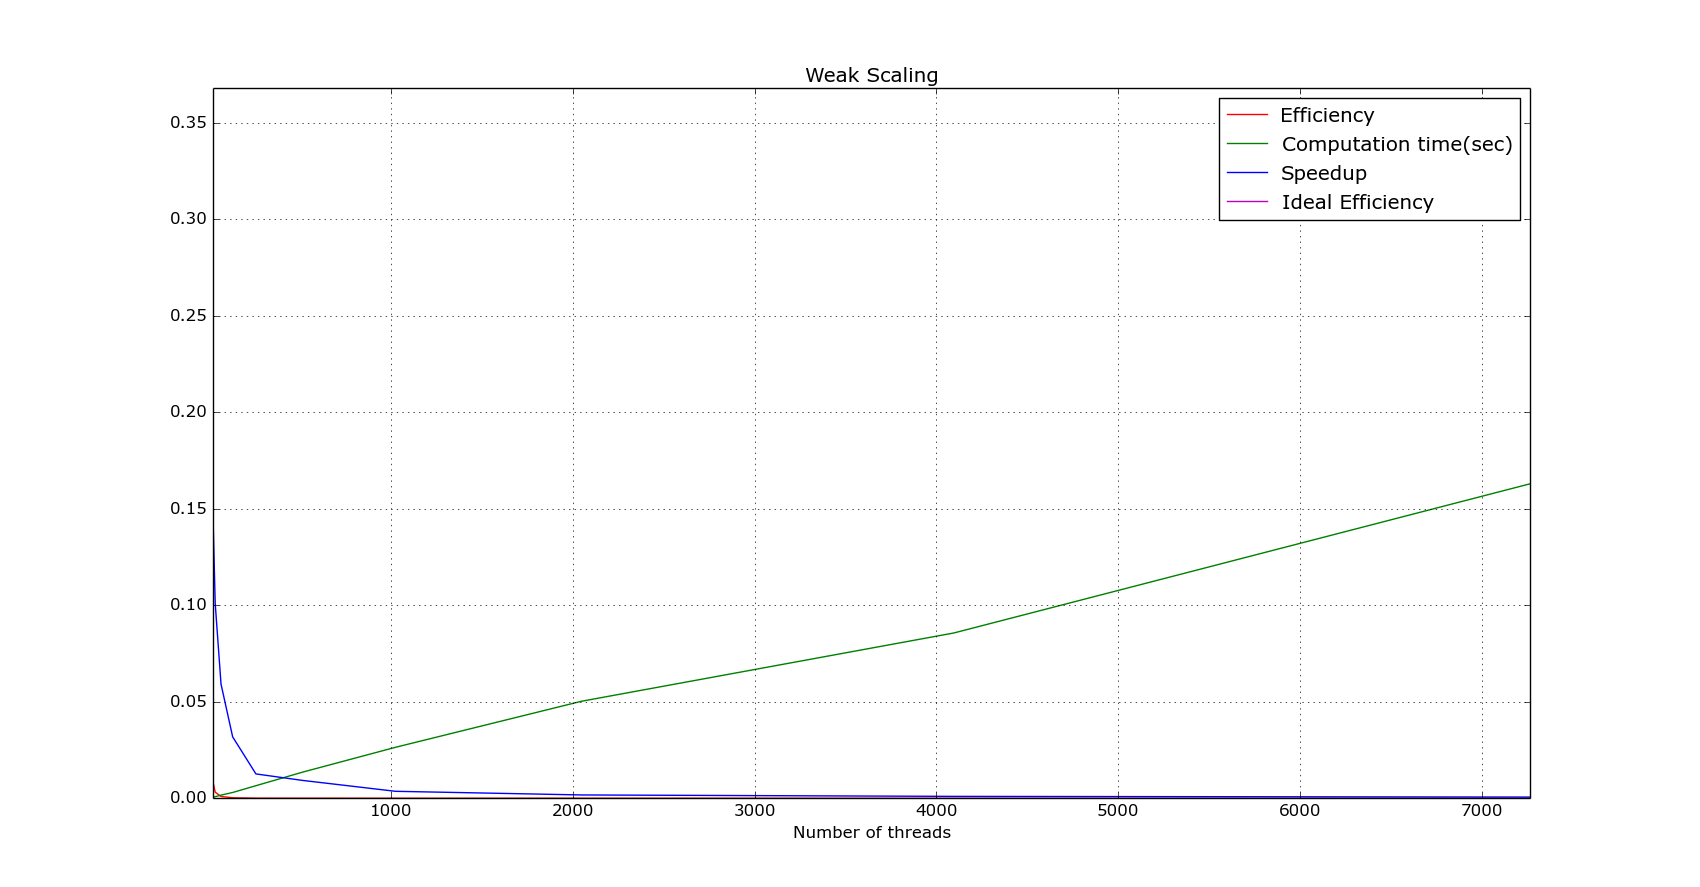 Weak Scaling
Efficiency
Computation time(sec)
Speedup
Ideal Efficiency
0.35
0.30
0.25
0.20
0.15
0.10
0.05
0.00
1000 2000 3000 4000 5000 6000 7000
Number of threads